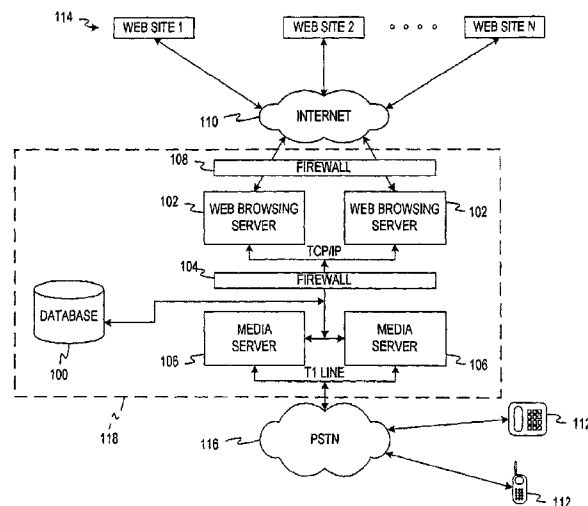 114
WEB SITE 1
WEB SITE 2
WEB SITE N
INTERNET
110
108
FIREWALL
102
WEB BROWSING
SERVER
WEB BROWSING
SERVER
102
TCP/IP
104
FIREWALL
DATABASE
100
MEDIA
SERVER
MEDIA
SERVER
106
106
T1 LINE
118
116
PSTN
112
112